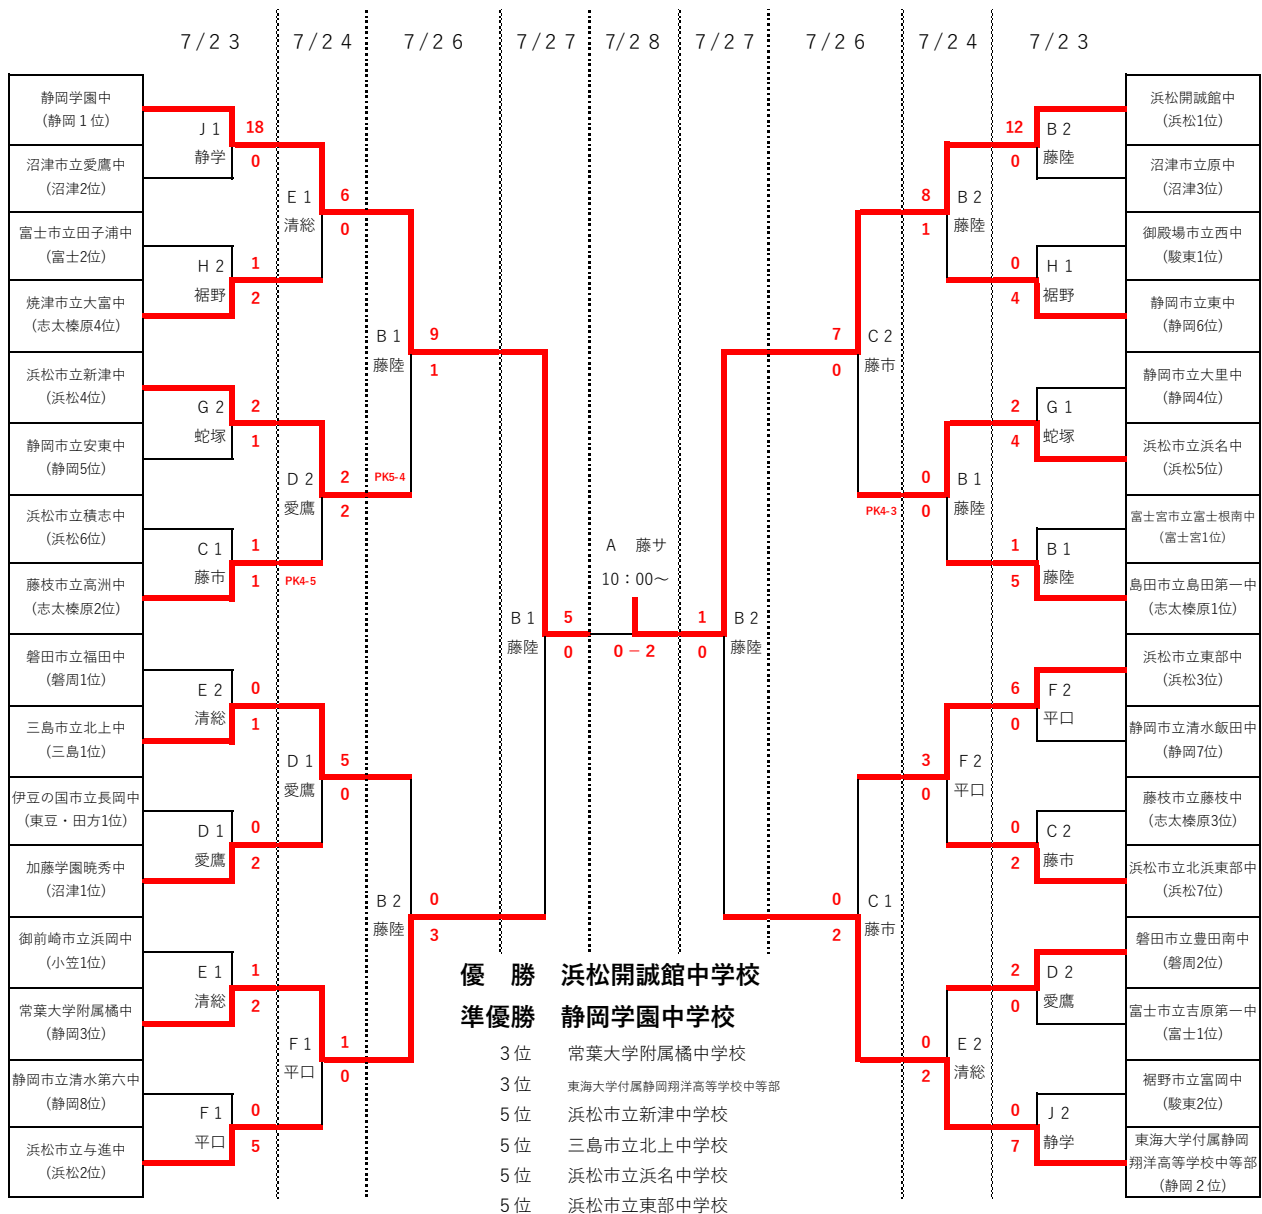 7/23 7/24 7/26 7/27 7/28 7/27 7/26 7/24 7/23
静岡学園中
(静岡1位)
沼津市立愛鷹中
(沼津2位)
富士市立田子浦中
(富士2位)
焼津市立大富中
(志太榛原4位)
浜松市立新津中
(浜松4位)
静岡市立安東中
(静岡5位)
浜松市立積志中
(浜松6位)
藤枝市立高洲中
(志太榛原2位)
磐田市立福田中
(磐周1位)
三島市立北上中
(三島1位)
伊豆の国市立長岡中
(東豆・田方1位)
加藤学園暁秀中
(沼津1位)
御前崎市立浜岡中
(小笠1位)
常葉大学附属橘中
(静岡3位)
静岡市立清水第六中
(静岡8位)
浜松市立与進中
(浜松2位)
J1
静学
18
0
H2
裾野
1
2
G2
蛇塚
2
1
C1
藤市
1
1
PK4-5
E2
清総
0
1
D1
愛鷹
0
2
E1
清総
1
2
F1
平口
0
5
E1
清総
6
0
D2
愛鷹
2
2
PK5-4
D1
愛鷹
5
0
F1
平口
1
0
B1
藤陸
9
1
B2
藤陸
0
3
B1
藤陸
5
0
A 藤サ
10：00～
0－2
1
0
B2
藤陸
7
0
C2
藤市
0
2
C1
藤市
8
1
B2
藤陸
0
0
PK4-3
B1
藤陸
3
0
F2
平口
0
2
E2
清総
12
0
B2
藤陸
0
4
H1
裾野
2
4
G1
蛇塚
1
5
B1
藤陸
6
0
F2
平口
0
2
C2
藤市
2
0
D2
愛鷹
0
7
J2
静学
浜松開誠館中
(浜松1位)
沼津市立原中
(沼津3位)
御殿場市立西中
(駿東1位)
静岡市立東中
(静岡6位)
静岡市立大里中
(静岡4位)
浜松市立浜名中
(浜松5位)
富士宮市立富士根南中
(富士宮1位)
島田市立島田第一中
(志太榛原1位)
浜松市立東部中
(浜松3位)
静岡市立清水飯田中
(静岡7位)
藤枝市立藤枝中
(志太榛原3位)
浜松市立北浜東部中
(浜松7位)
磐田市立豊田南中
(磐周2位)
富士市立吉原第一中
(富士1位)
裾野市立富岡中
(駿東2位)
東海大学付属静岡
翔洋高等学校中等部
(静岡２位)
優　勝　浜松開誠館中学校
準優勝　静岡学園中学校
3位　常葉大学附属橘中学校
3位　東海大学付属静岡翔洋高等学校中等部
5位　浜松市立新津中学校
5位　三島市立北上中学校
5位　浜松市立浜名中学校
5位　浜松市立東部中学校